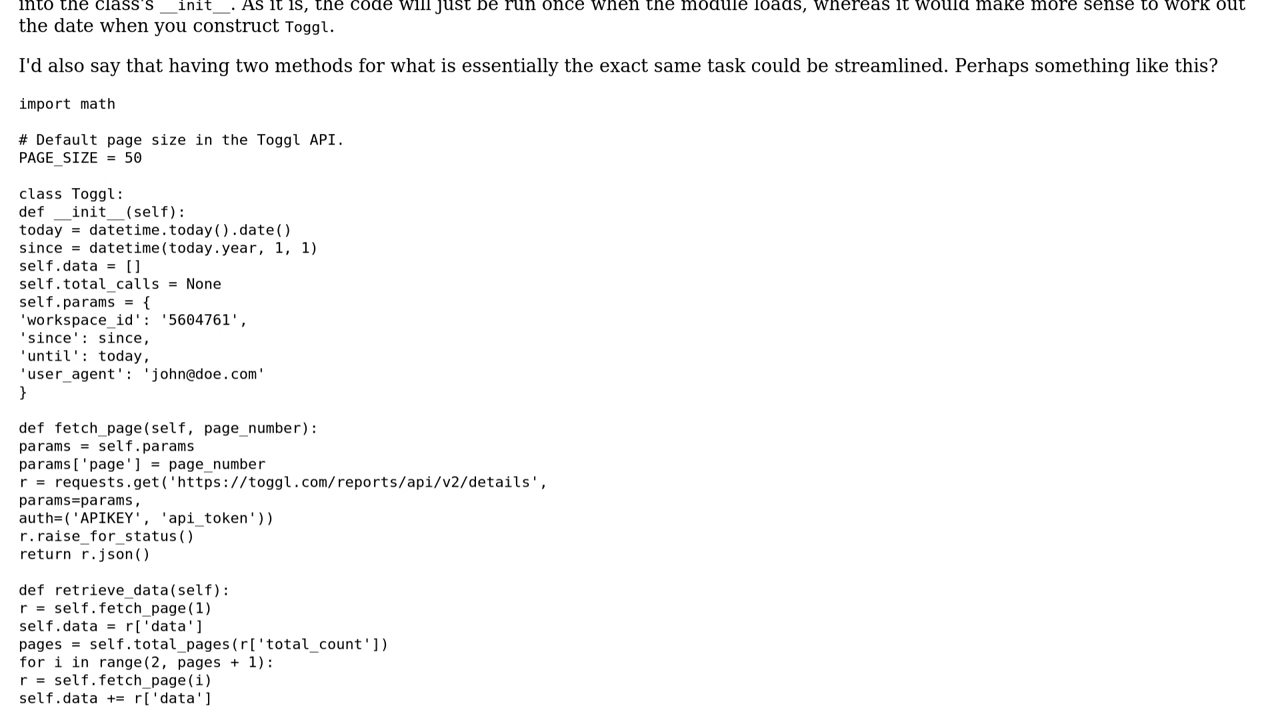 into the class's __init__. As it is, the code will just be run once when the module loads, whereas it would make more sense to work out
the date when you construct Toggl.
I'd also say that having two methods for what is essentially the exact same task could be streamlined. Perhaps something like this?
import math
# Default page size in the Toggl API.
PAGE_SIZE = 50
class Toggl:
def __init__(self):
today = datetime.today().date()
since = datetime(today.year, 1, 1)
self.data = []
self.total_calls = None
self.params = {
'workspace_id': '5604761',
'since': since,
'until': today,
'user_agent': 'john@doe.com'
}
def fetch_page(self, page_number):
params = self.params
params['page'] = page_number
r = requests.get('https://toggl.com/reports/api/v2/details',
params=params,
auth=('APIKEY', 'api_token'))
r.raise_for_status()
return r.json()
def retrieve_data(self):
r = self.fetch_page(1)
self.data = r['data']
pages = self.total_pages(r['total_count'])
for i in range(2, pages + 1):
r = self.fetch_page(i)
self.data += r['data']